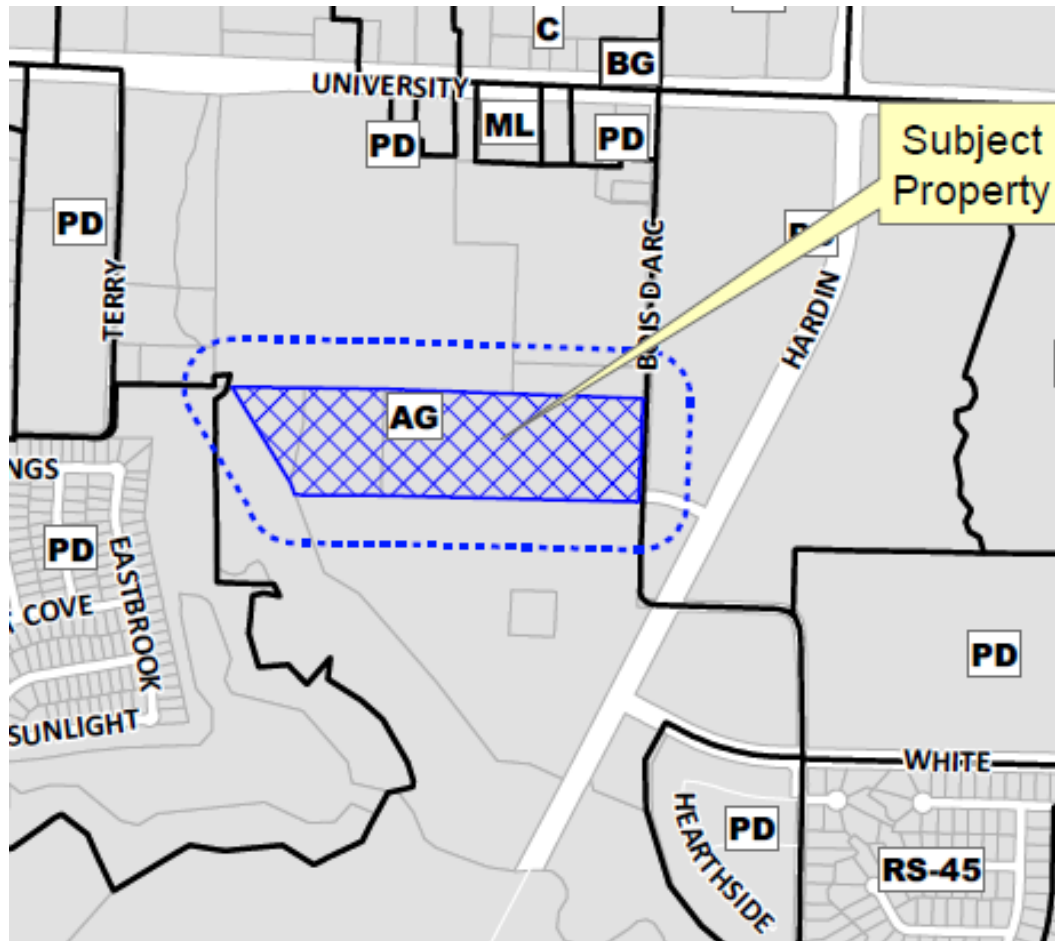 C
BG
UNIVERSITY
ML
PD
PD
Subject
Property
PD
BOIS D ARC
TERRY
HARDIN
AG
NGS
PD
EASTBROOK
COVE
PD
SUNLIGHT
WHITE
HEARTHSIDE
PD
RS-45